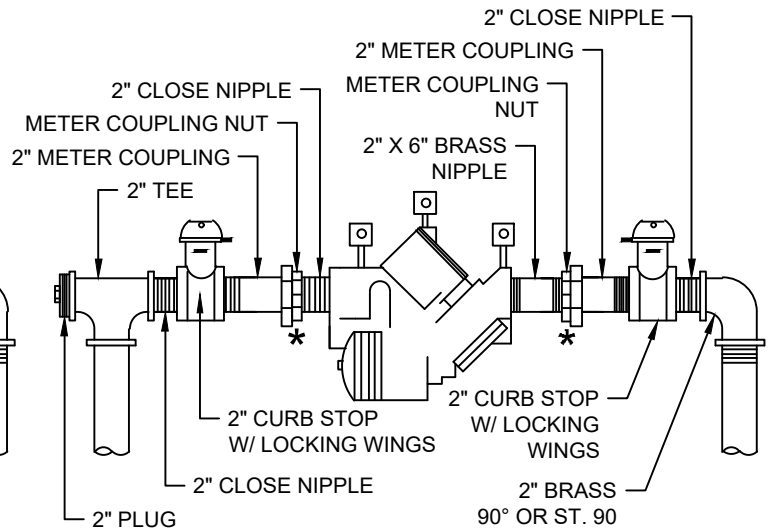 2" CLOSE NIPPLE
2" METER COUPLING
METER COUPLING
NUT
2" CLOSE NIPPLE
METER COUPLING NUT
2" METER COUPLING
2" TEE
2" X 6" BRASS
NIPPLE
*
*
2" CURB STOP
W/ LOCKING WINGS
2" CLOSE NIPPLE
2" PLUG
2" CURB STOP
W/ LOCKING
WINGS
2" BRASS
90° OR ST. 90